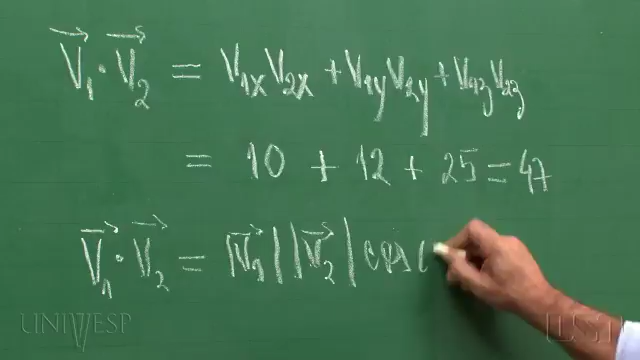 V₁ · V₂ = V₁ₓV₂ₓ + V₁yV₂y + V₁zV₂z
= 10 + 12 + 25 = 47
V₁ · V₂ = |V₁||V₂| cos (
UNIVESP
[USP]